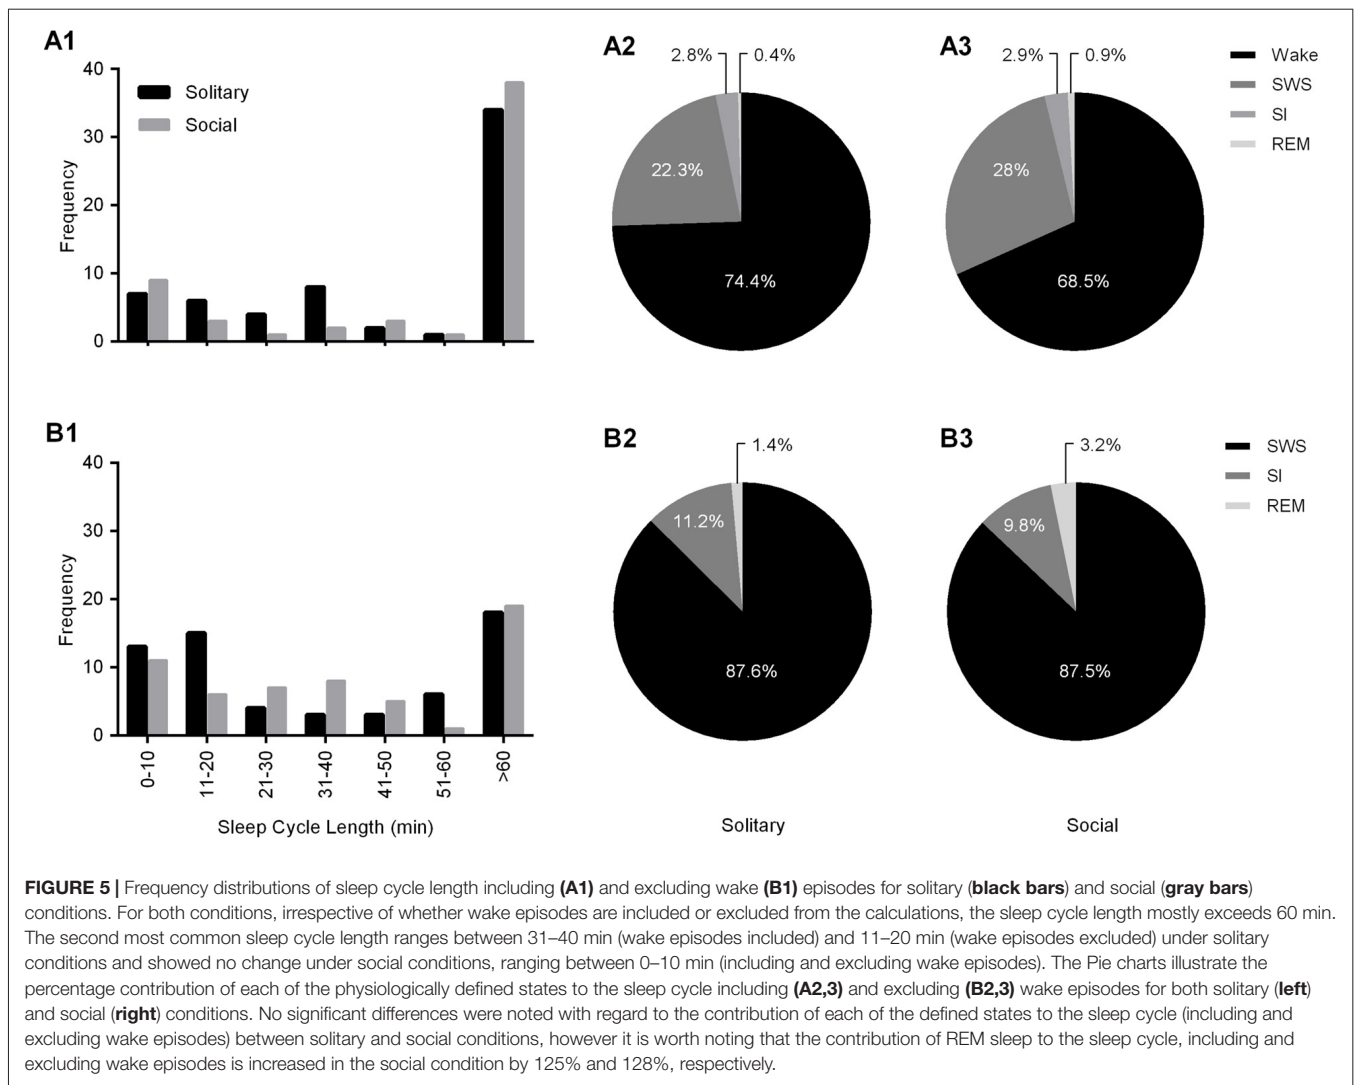 A1
40
30
20
10
0
Frequency
Solitary
Social
A2
2.8%
0.4%
22.3%
74.4%
A3
2.9%
0.9%
28%
68.5%
Wake
SWS
SI
REM
B1
40
30
20
10
0
Frequency
0-10
11-20
21-30
31-40
41-50
51-60
>60
Sleep Cycle Length (min)
B2
1.4%
11.2%
87.6%
Solitary
B3
3.2%
9.8%
87.5%
Social
SWS
SI
REM
FIGURE 5 | Frequency distributions of sleep cycle length including (A1) and excluding wake (B1) episodes for solitary (black bars) and social (gray bars)
conditions. For both conditions, irrespective of whether wake episodes are included or excluded from the calculations, the sleep cycle length mostly exceeds 60 min.
The second most common sleep cycle length ranges between 31–40 min (wake episodes included) and 11–20 min (wake episodes excluded) under solitary
conditions and showed no change under social conditions, ranging between 0–10 min (including and excluding wake episodes). The Pie charts illustrate the
percentage contribution of each of the physiologically defined states to the sleep cycle including (A2,3) and excluding (B2,3) wake episodes for both solitary (left)
and social (right) conditions. No significant differences were noted with regard to the contribution of each of the defined states to the sleep cycle (including and
excluding wake episodes) between solitary and social conditions, however it is worth noting that the contribution of REM sleep to the sleep cycle, including and
excluding wake episodes is increased in the social condition by 125% and 128%, respectively.